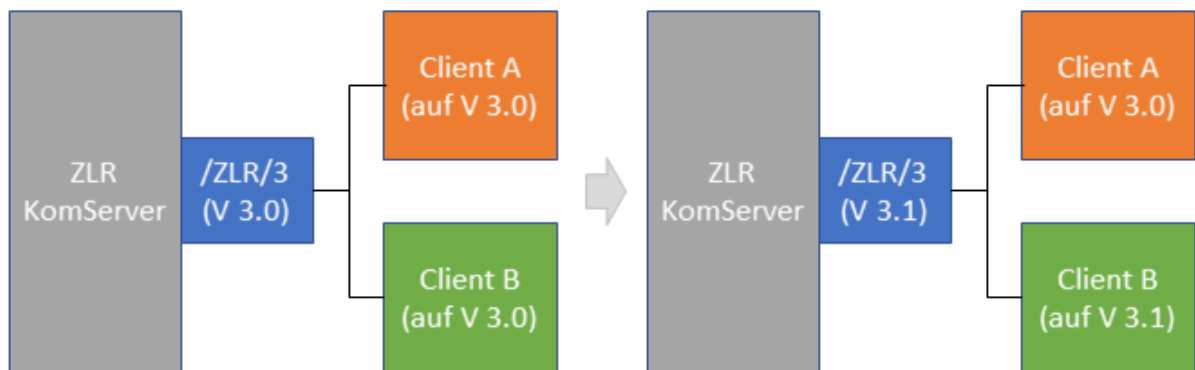 ZLR
KomServer
/ZLR/3
(V 3.0)
Client A
(auf V 3.0)
Client B
(auf V 3.0)
ZLR
KomServer
/ZLR/3
(V 3.1)
Client A
(auf V 3.0)
Client B
(auf V 3.1)